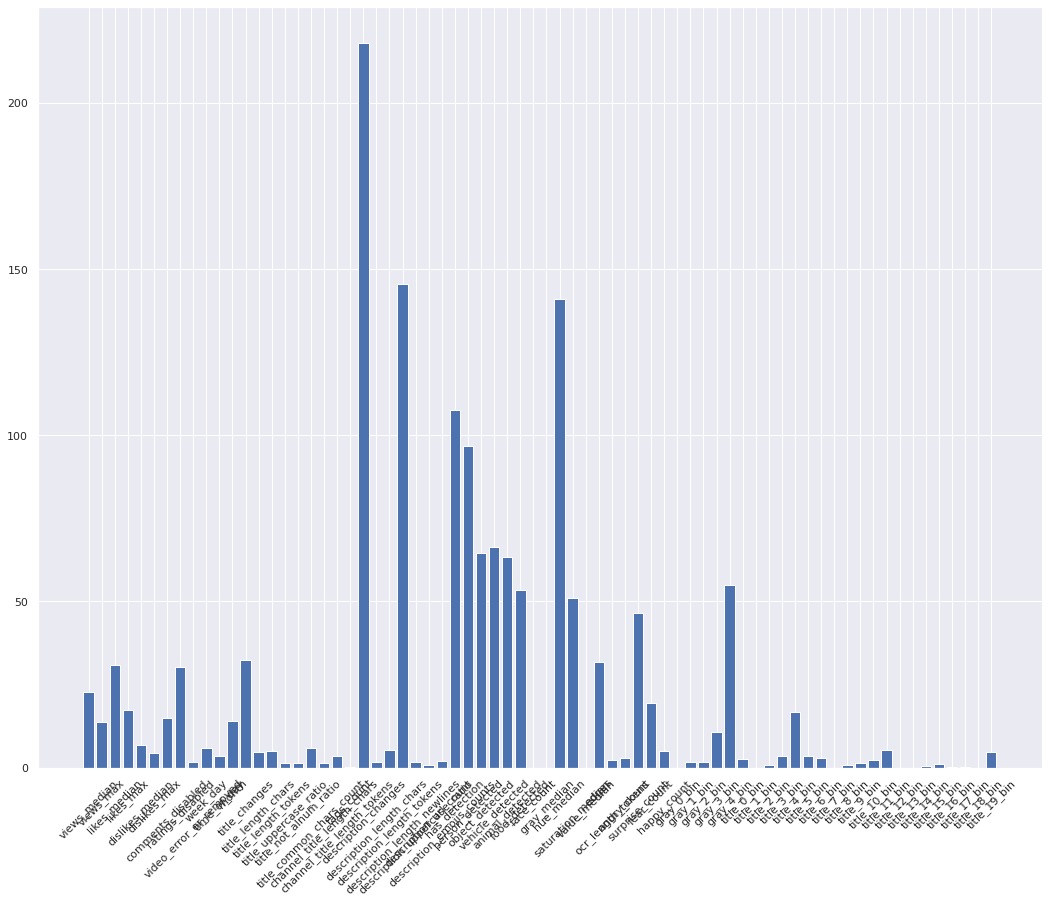 200
150
100
50
0
views_median
views_max
likes_median
likes_max
dislikes_median
dislikes_max
comments_disabled
ratings_disabled
week_day
video_error_or_removed
title_changes
title_length_chars
title_length_tokens
title_uppercase_ratio
title_not_alnum_ratio
title_common_chars_count
channel_title_length_chars
channel_title_length_tokens
description_changes
description_length_chars
description_length_tokens
description_length_newlines
description_emojis_counts
person_detected
object_detected
vehicle_detected
animal_detected
food_detected
face_count
gray_median
hue_median
saturation_median
value_median
ocr_length_tokens
angry_count
surprise_count
fear_count
happy_count
gray_0_bin
gray_1_bin
gray_2_bin
gray_3_bin
gray_4_bin
title_0_bin
title_1_bin
title_2_bin
title_3_bin
title_4_bin
title_5_bin
title_6_bin
title_7_bin
title_8_bin
title_9_bin
title_10_bin
title_11_bin
title_12_bin
title_13_bin
title_14_bin
title_15_bin
title_16_bin
title_17_bin
title_18_bin
title_19_bin